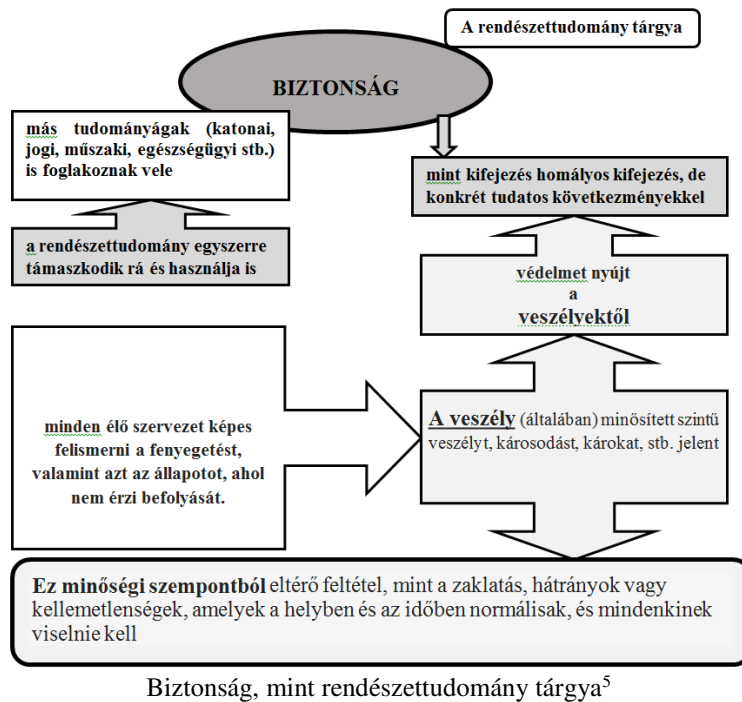 A rendészettudomány tárgya
BIZTONSÁG
más tudományágak (katonai,
jogi, műszaki, egészségügyi stb.)
is foglakoznak vele
mint kifejezés homályos kifejezés, de
konkrét tudatos következményekkel
a rendészettudomány egyszerre
támaszkodik rá és használja is
védelmet nyújt
a
veszélyektől
minden élő szervezet képes
felismerni a fenyegetést,
valamint azt az állapotot, ahol
nem érzi befolyását.
A veszély (általában) minősített szintű
veszélyt, károsodást, károkat, stb. jelent
Ez minőségi szempontból eltérő feltétel, mint a zaklatás, hátrányok vagy
kellemetlenségek, amelyek a helyben és az időben normálisak, és mindenkinek
viselnie kell
Biztonság, mint rendészettudomány tárgya⁵